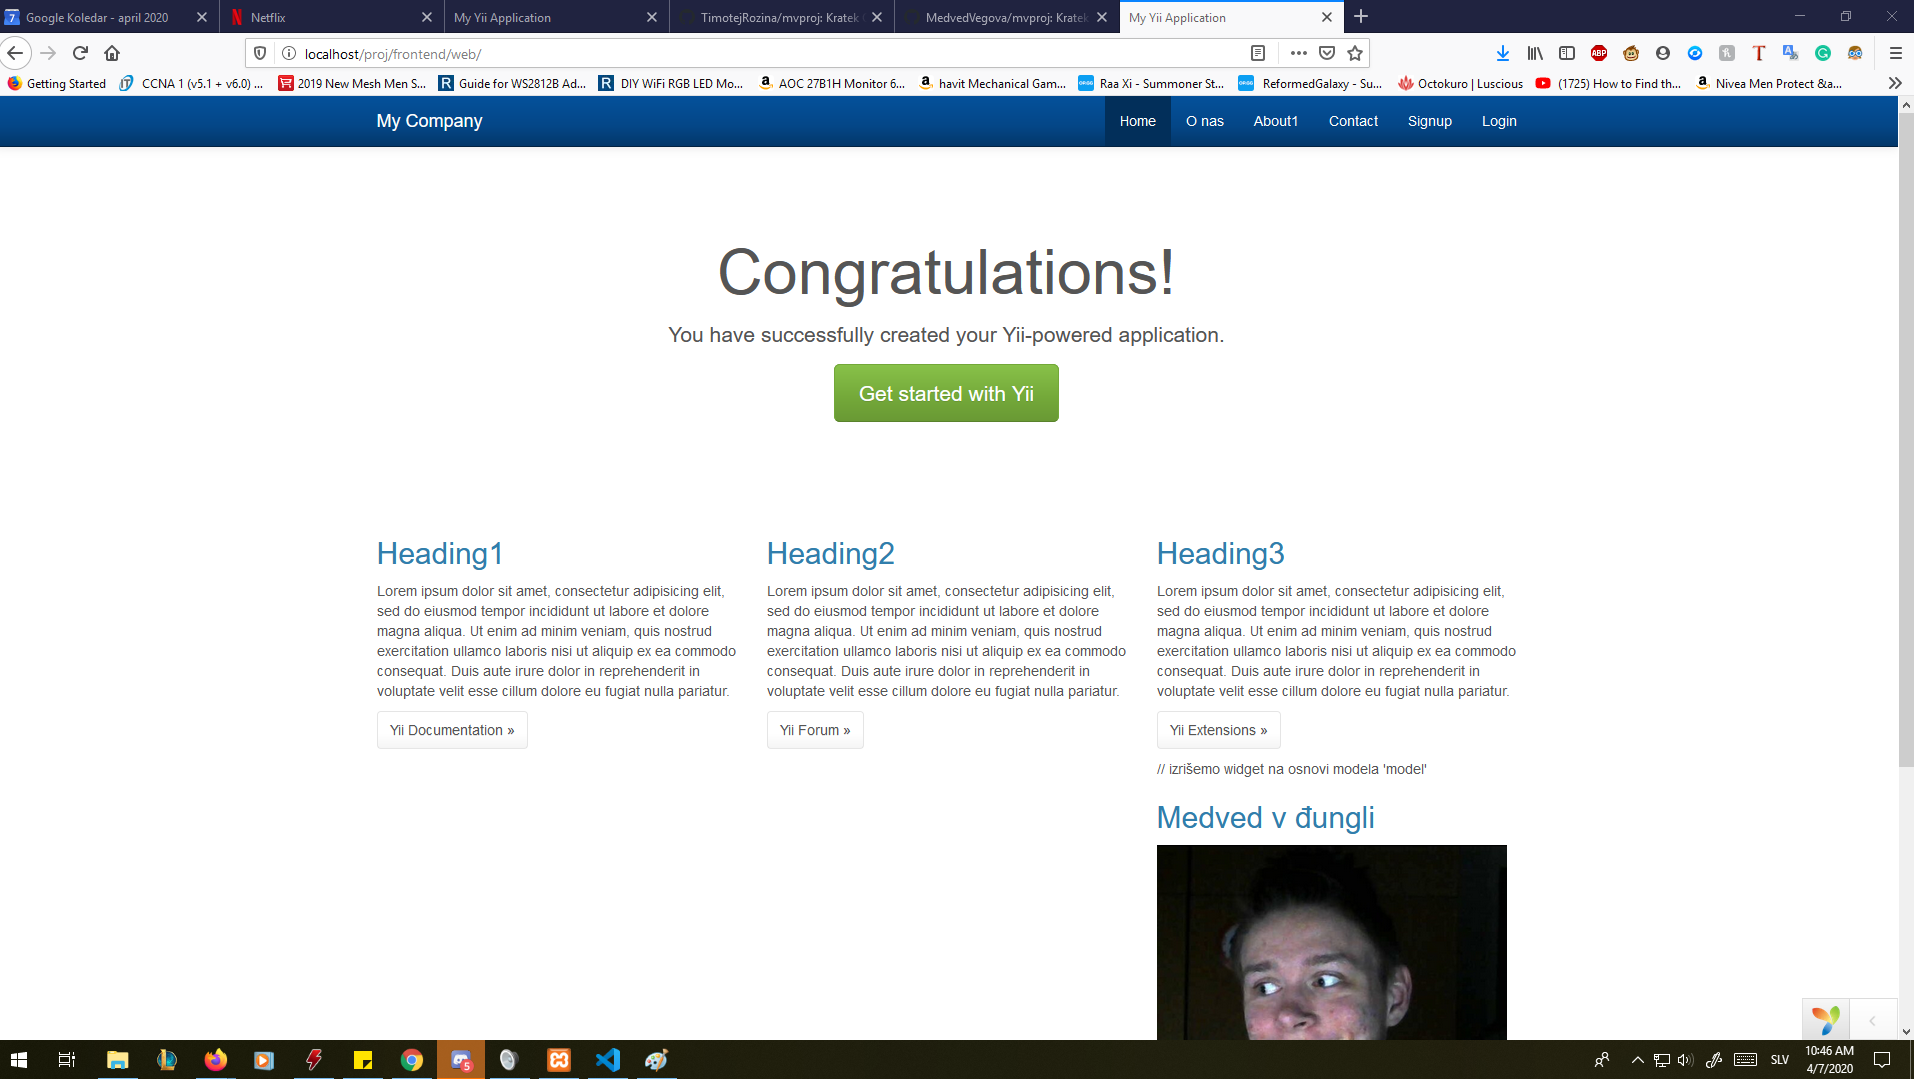 7 Google Koledar - april 2020
N Netflix
My Yii Application
TimotejRozina/mvproj: Kratek
MedvedVegova/mvproj: Kratek
My Yii Application
localhost/proj/frontend/web/
ABP
T
Getting Started
CCNA 1 (v5.1 + v6.0) ...
2019 New Mesh Men S...
R Guide for WS2812B Ad...
R DIY WiFi RGB LED Mo...
a AOC 27B1H Monitor 6...
a havit Mechanical Gam...
OP.GG Raa Xi - Summoner St...
OP.GG ReformedGalaxy - Su...
Octokuro | Luscious
(1725) How to Find th...
a Nivea Men Protect &a...
My Company
Home
O nas
About1
Contact
Signup
Login
Congratulations!
You have successfully created your Yii-powered application.
Get started with Yii
Heading1
Lorem ipsum dolor sit amet, consectetur adipisicing elit,
sed do eiusmod tempor incididunt ut labore et dolore
magna aliqua. Ut enim ad minim veniam, quis nostrud
exercitation ullamco laboris nisi ut aliquip ex ea commodo
consequat. Duis aute irure dolor in reprehenderit in
voluptate velit esse cillum dolore eu fugiat nulla pariatur.
Yii Documentation »
Heading2
Lorem ipsum dolor sit amet, consectetur adipisicing elit,
sed do eiusmod tempor incididunt ut labore et dolore
magna aliqua. Ut enim ad minim veniam, quis nostrud
exercitation ullamco laboris nisi ut aliquip ex ea commodo
consequat. Duis aute irure dolor in reprehenderit in
voluptate velit esse cillum dolore eu fugiat nulla pariatur.
Yii Forum »
Heading3
Lorem ipsum dolor sit amet, consectetur adipisicing elit,
sed do eiusmod tempor incididunt ut labore et dolore
magna aliqua. Ut enim ad minim veniam, quis nostrud
exercitation ullamco laboris nisi ut aliquip ex ea commodo
consequat. Duis aute irure dolor in reprehenderit in
voluptate velit esse cillum dolore eu fugiat nulla pariatur.
Yii Extensions »
// izrišemo widget na osnovi modela 'model'
Medved v đungli
5
SLV
10:46 AM
4/7/2020